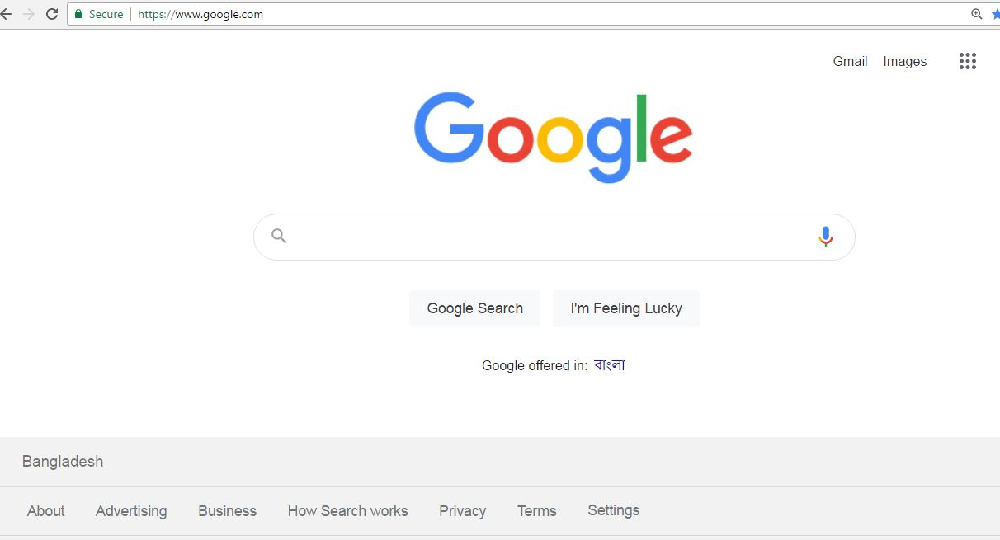 Secure https://www.google.com
Gmail Images
Google
Google Search I'm Feeling Lucky
Google offered in: বাংলা
Bangladesh
About Advertising Business How Search works Privacy Terms Settings